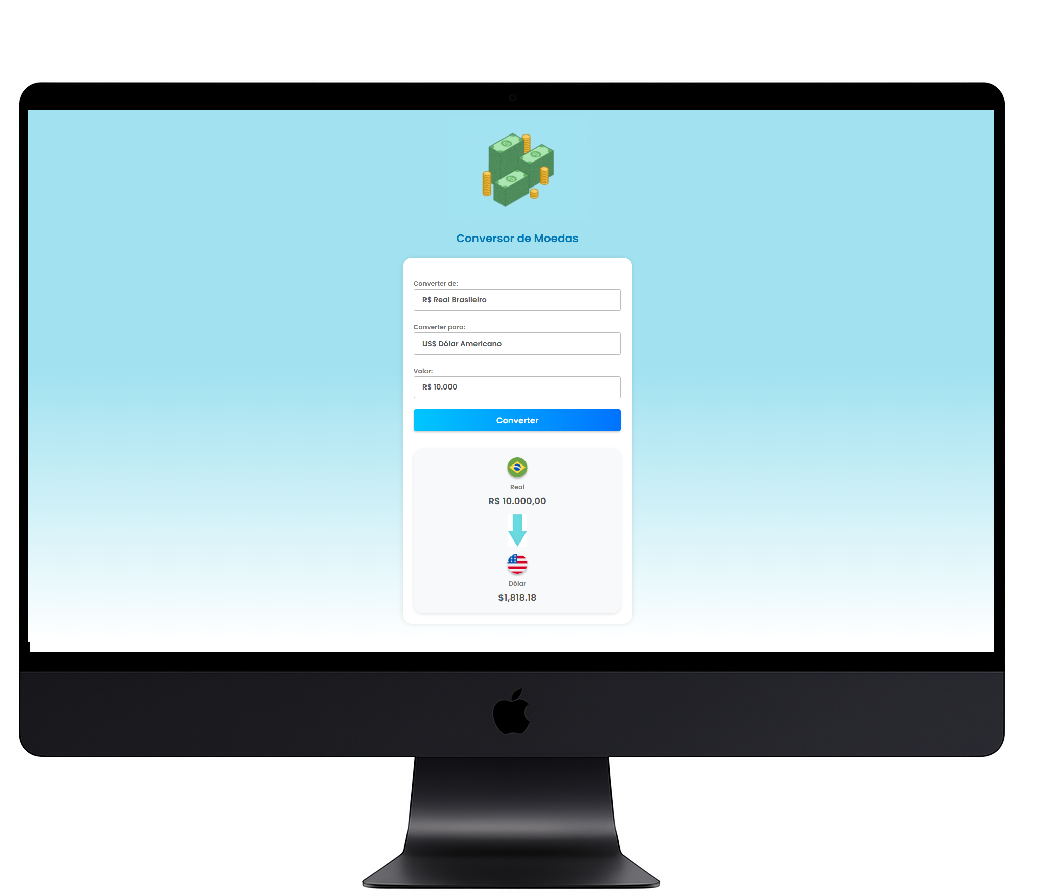 Conversor de Moedas
Converter de:
R$ Real Brasileiro
Converter para:
US$ Dólar Americano
Valor:
R$ 10.000
Converter
Real
R$ 10.000,00
Dólar
$1,818.18